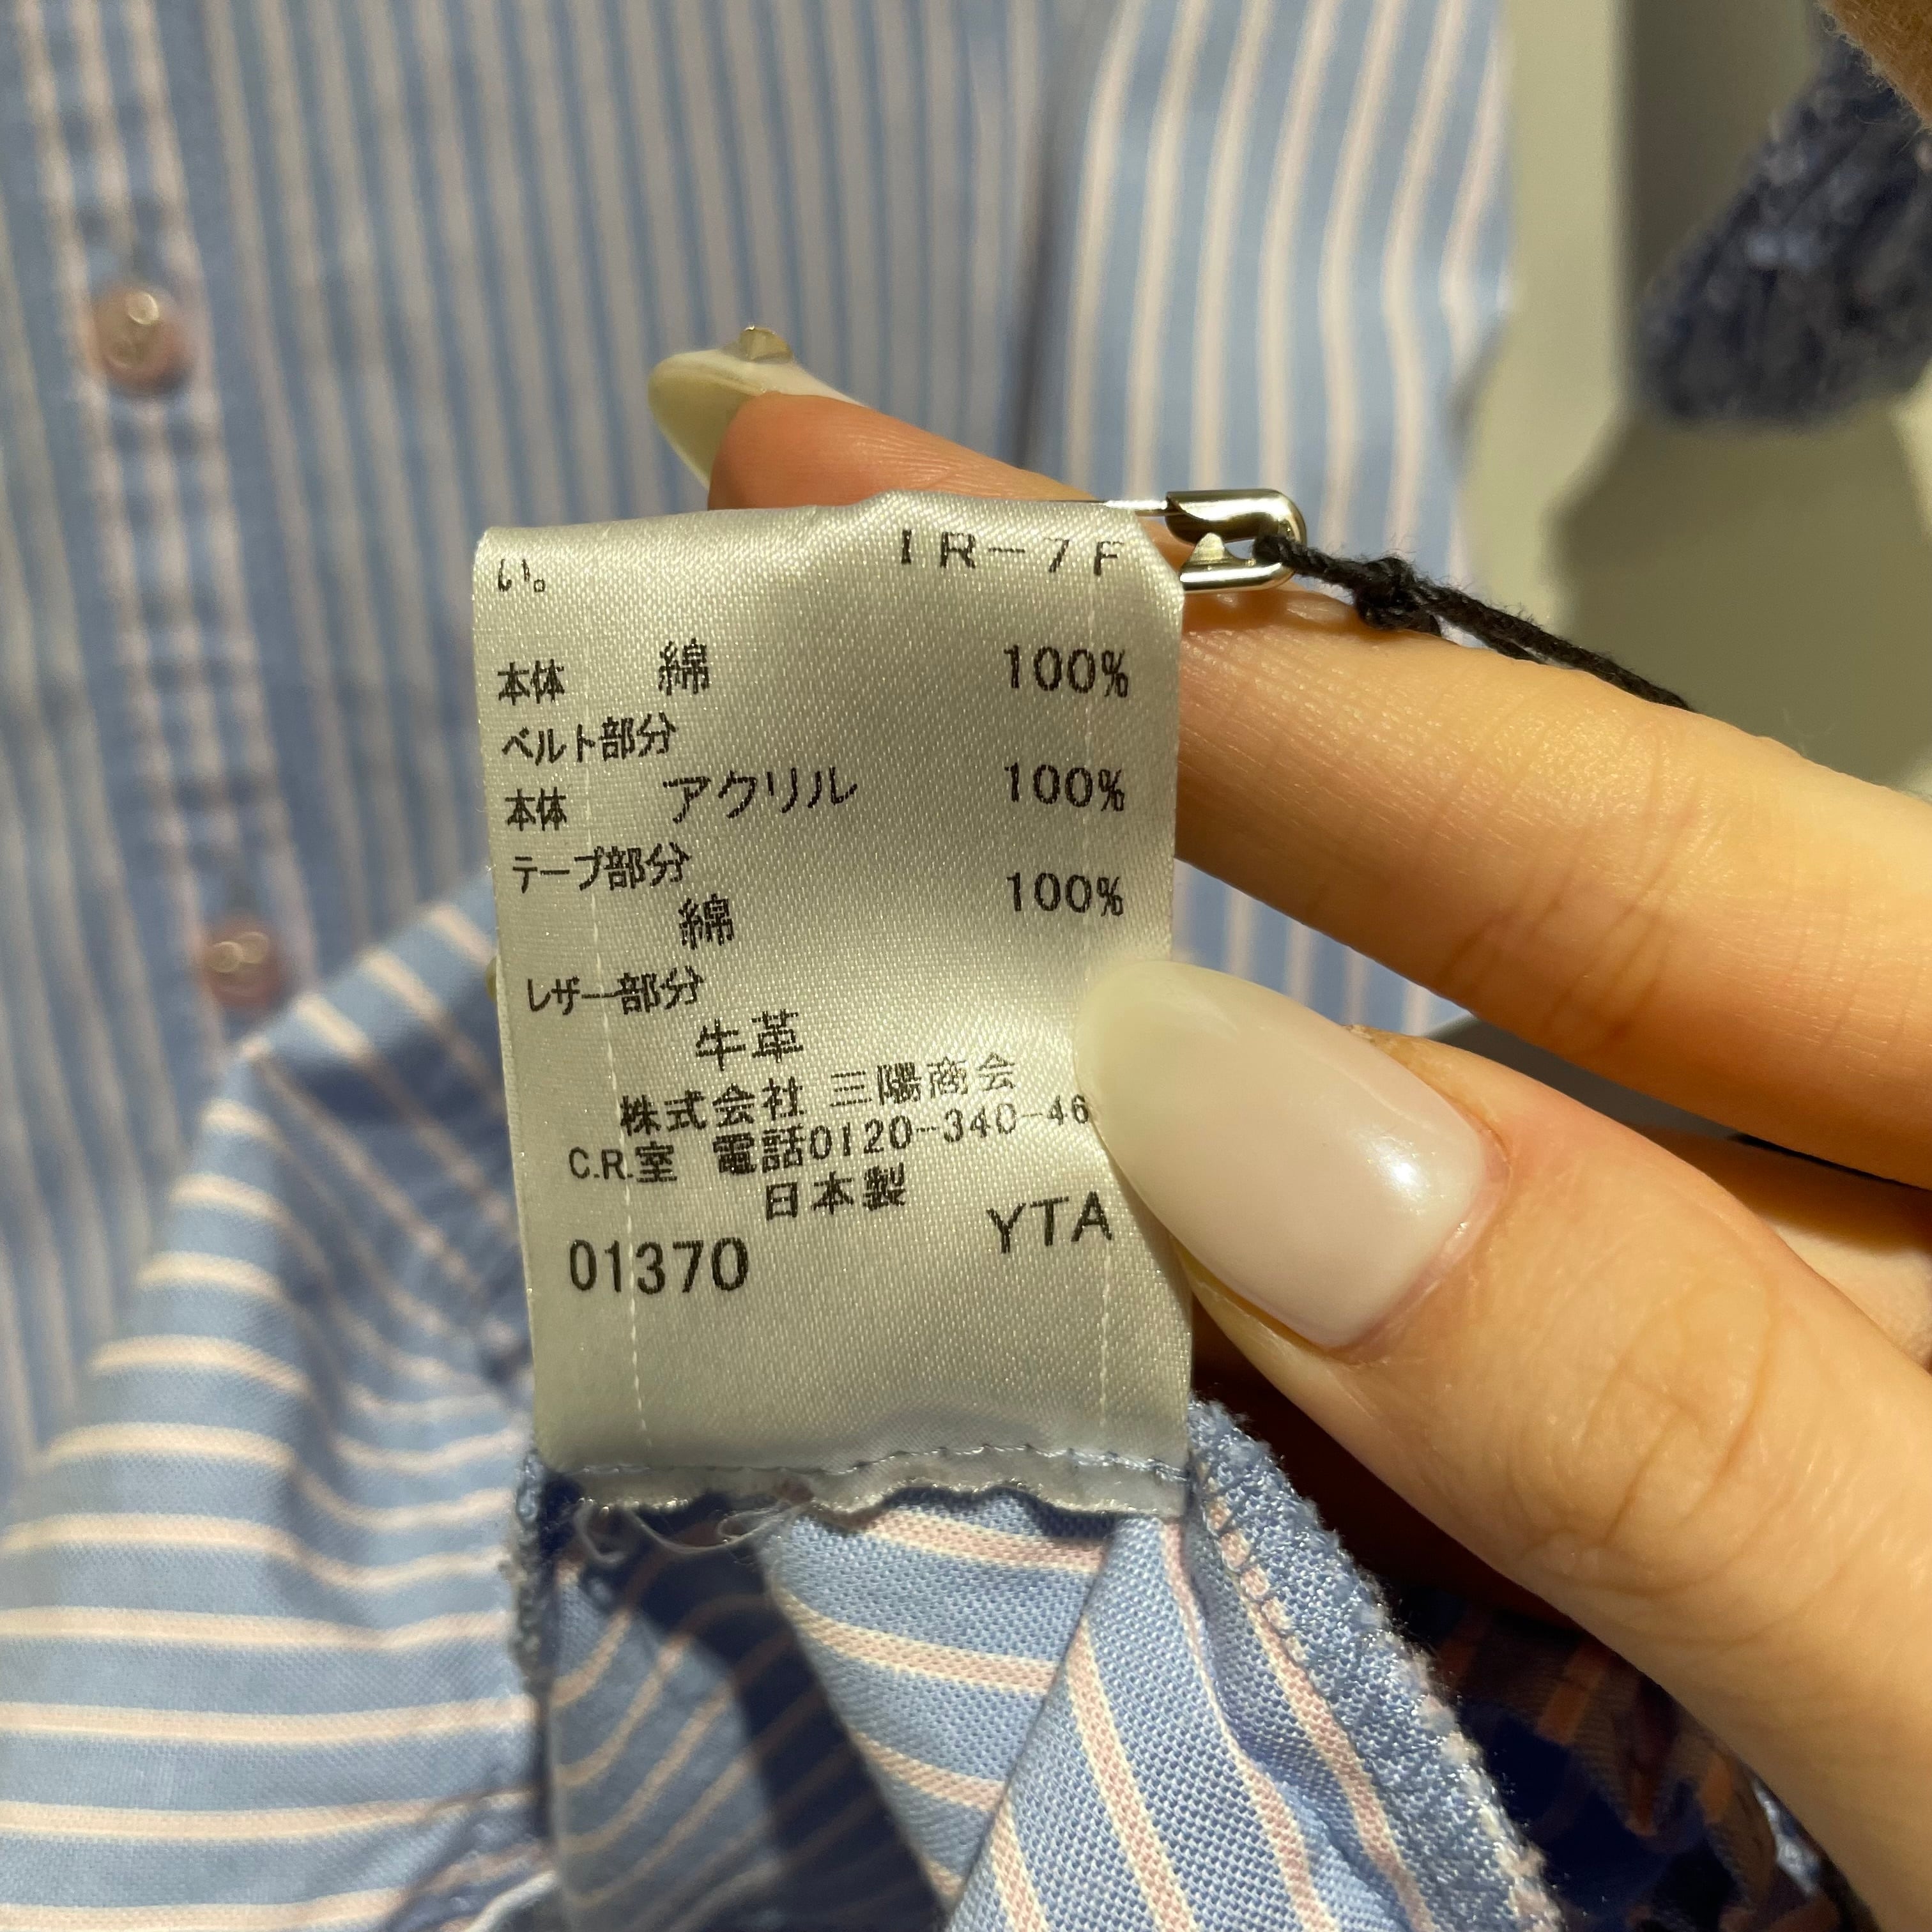 IR-7F
い。
本体 綿 100%
ベルト部分
本体 アクリル 100%
テープ部分
綿 100%
レザー部分
牛革
株式会社 三陽商会
C.R.室 電話0120-340-46
日本製
01370 YTA